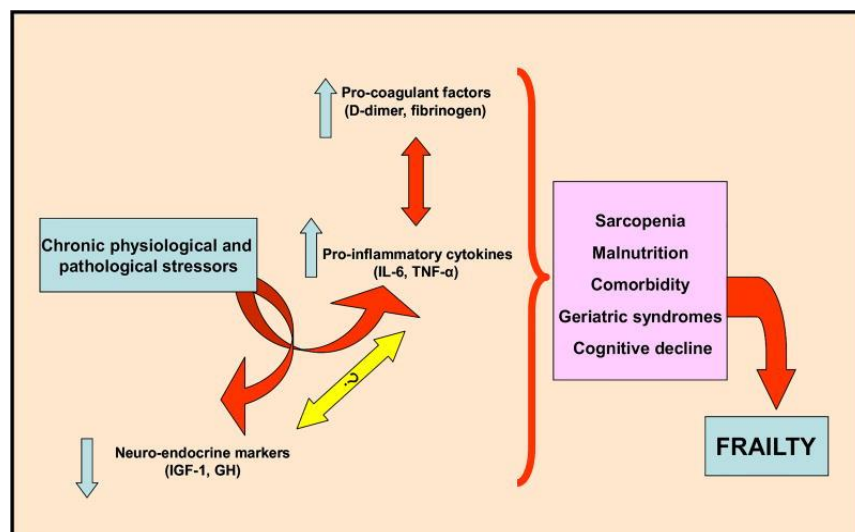 Pro-coagulant factors
(D-dimer, fibrinogen)
Chronic physiological and
pathological stressors
Pro-inflammatory cytokines
(IL-6, TNF-α)
?
Neuro-endocrine markers
(IGF-1, GH)
Sarcopenia
Malnutrition
Comorbidity
Geriatric syndromes
Cognitive decline
FRAILTY